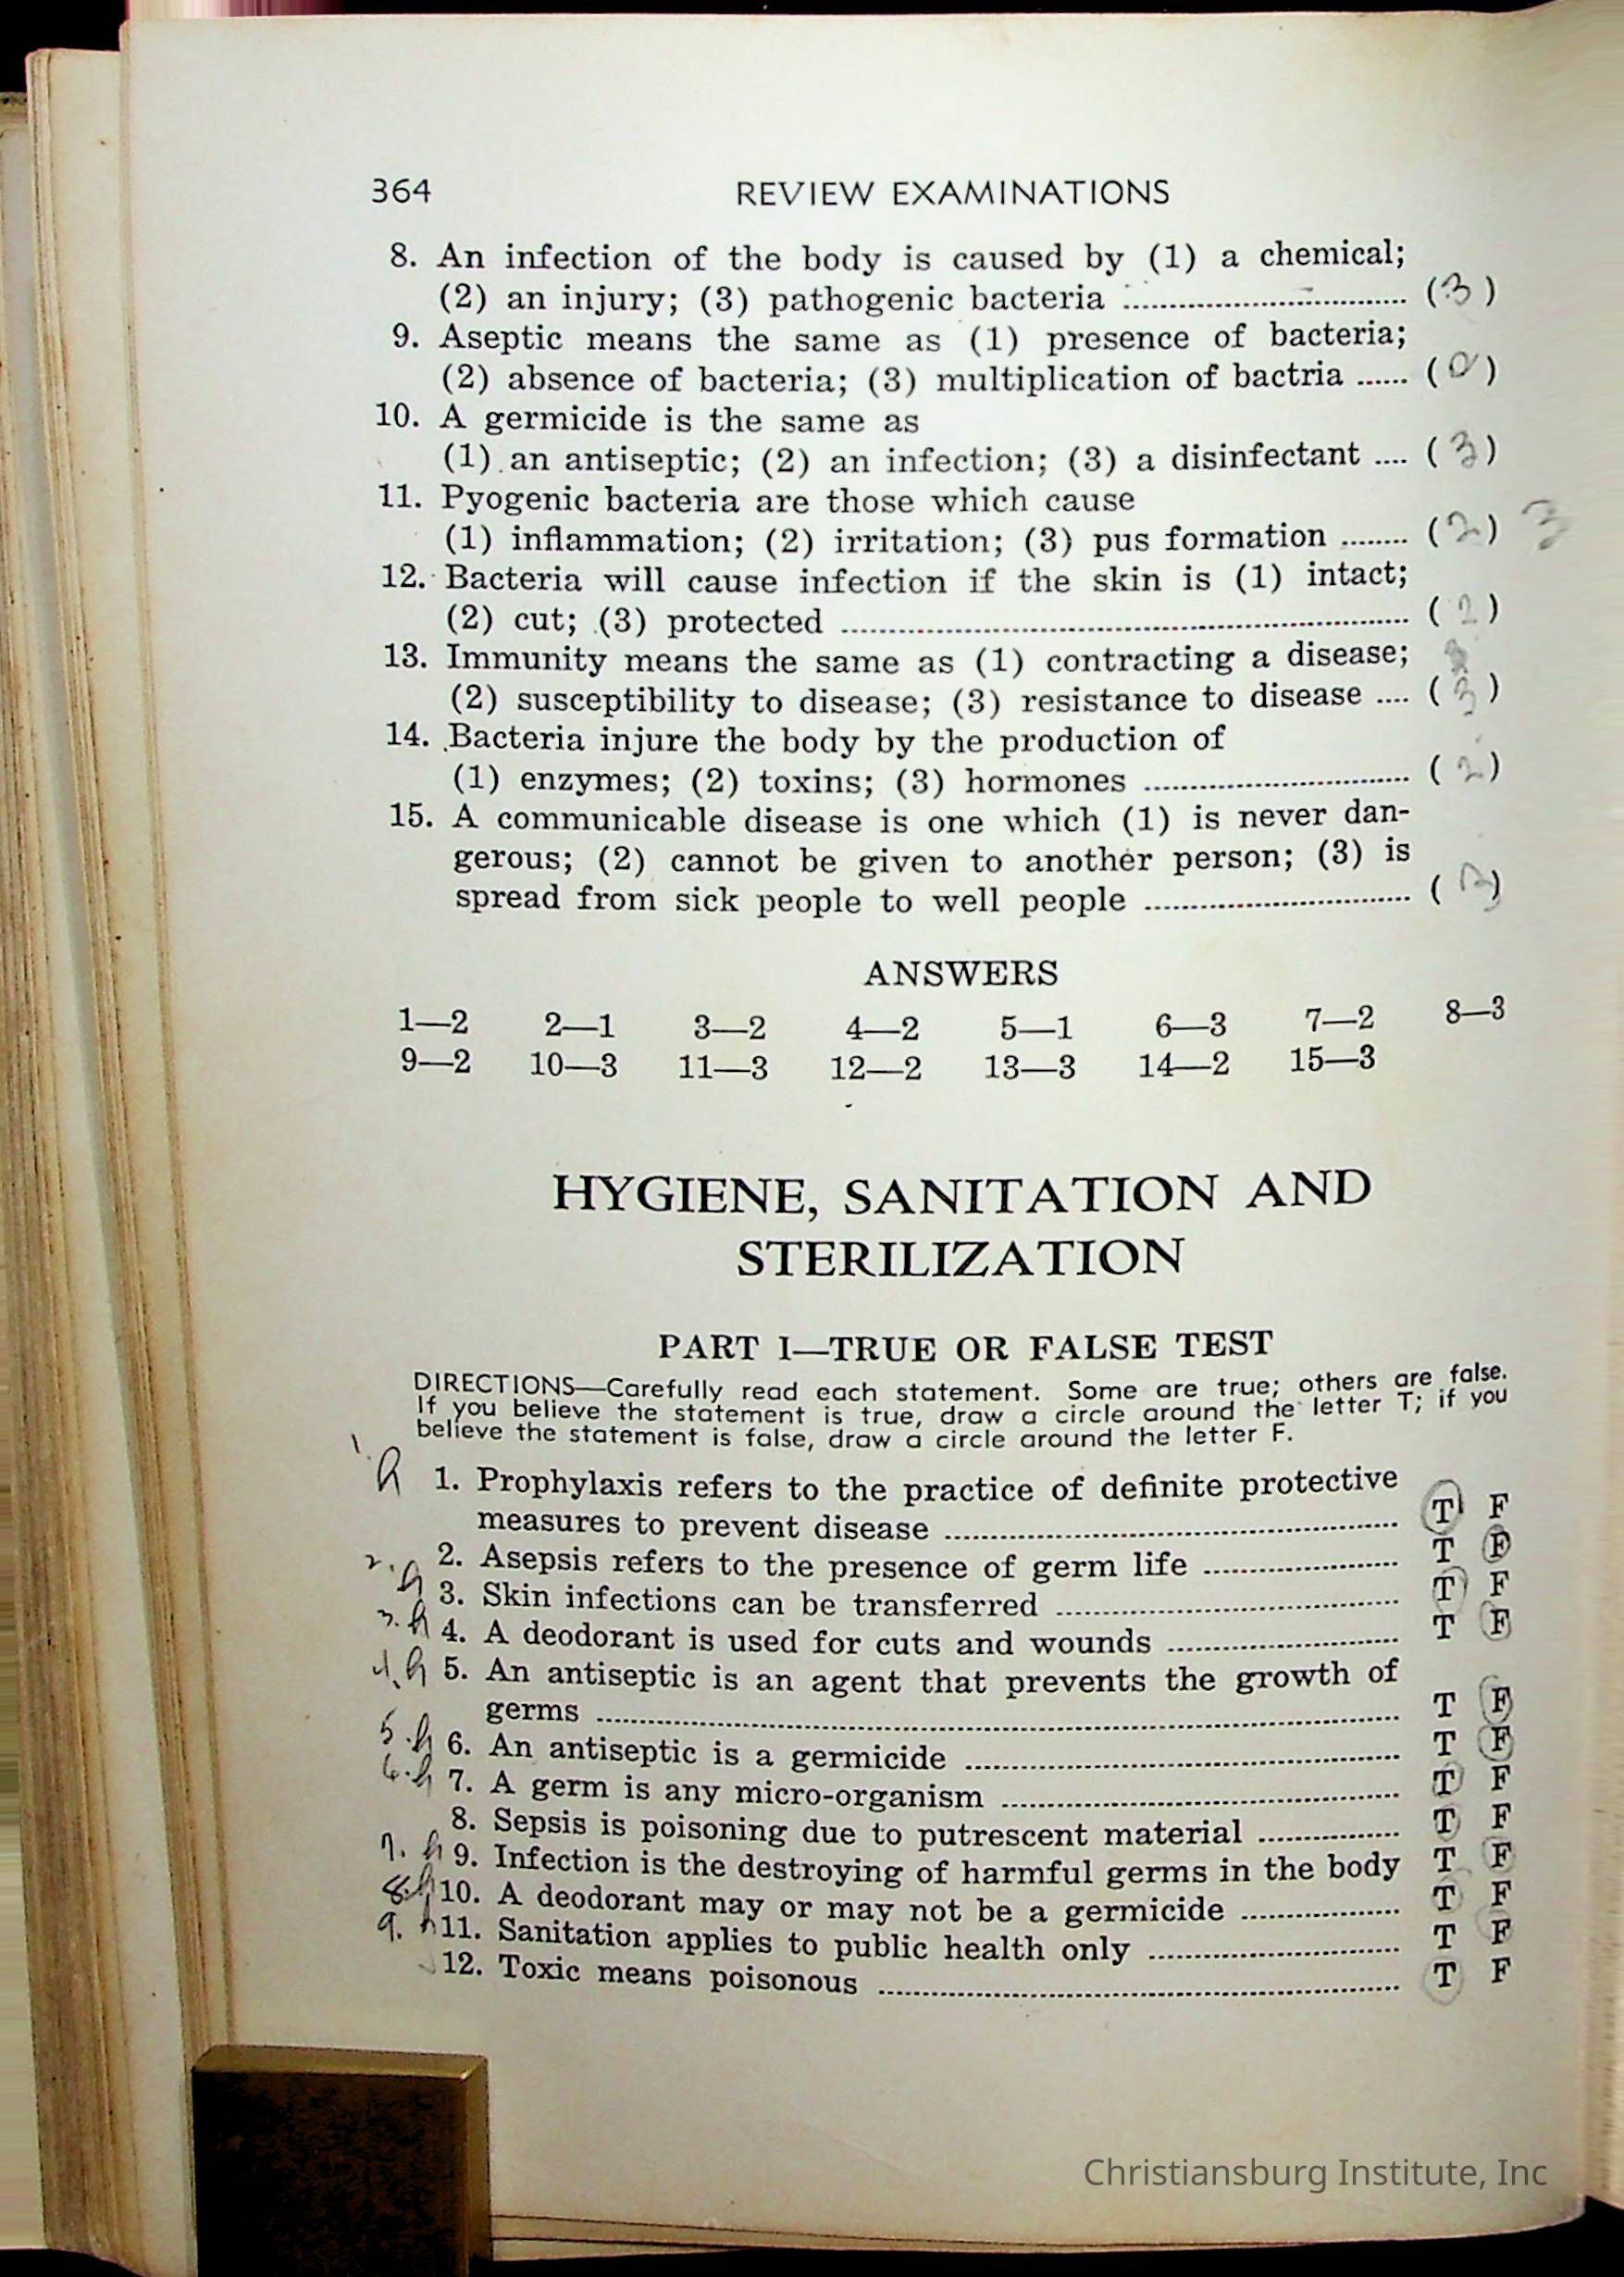 364 REVIEW EXAMINATIONS
8. An infection of the body is caused by (1) a chemical;
(2) an injury; (3) pathogenic bacteria ........ (3)
9. Aseptic means the same as (1) presence of bacteria;
(2) absence of bacteria; (3) multiplication of bactria ...... ( )
10. A germicide is the same as
(1) an antiseptic; (2) an infection; (3) a disinfectant .... (3)
11. Pyogenic bacteria are those which cause
(1) inflammation; (2) irritation; (3) pus formation ........ (2) 3
12. Bacteria will cause infection if the skin is (1) intact;
(2) cut; (3) protected ........ (2)
13. Immunity means the same as (1) contracting a disease;
(2) susceptibility to disease; (3) resistance to disease .... (3)
14. Bacteria injure the body by the production of
(1) enzymes; (2) toxins; (3) hormones ........ (2)
15. A communicable disease is one which (1) is never dan-
gerous; (2) cannot be given to another person; (3) is
spread from sick people to well people ........ ( )
ANSWERS
1—2 2—1 3—2 4—2 5—1 6—3 7—2 8—3
9—2 10—3 11—3 12—2 13—3 14—2 15—3
HYGIENE, SANITATION AND
STERILIZATION
PART I—TRUE OR FALSE TEST
DIRECTIONS—Carefully read each statement. Some are true; others are false.
If you believe the statement is true, draw a circle around the letter T; if you
believe the statement is false, draw a circle around the letter F.
1. 1. Prophylaxis refers to the practice of definite protective
measures to prevent disease ........ T F
2. 2. Asepsis refers to the presence of germ life ........ T F
3. Skin infections can be transferred ........ T F
3. 4. A deodorant is used for cuts and wounds ........ T F
4. 5. An antiseptic is an agent that prevents the growth of
germs ........ T F
5. 6. An antiseptic is a germicide ........ T F
6. 7. A germ is any micro-organism ........ T F
8. Sepsis is poisoning due to putrescent material ........ T F
7. 9. Infection is the destroying of harmful germs in the body T F
8. 10. A deodorant may or may not be a germicide ........ T F
9. 11. Sanitation applies to public health only ........ T F
12. Toxic means poisonous ........ T F
Christiansburg Institute, Inc